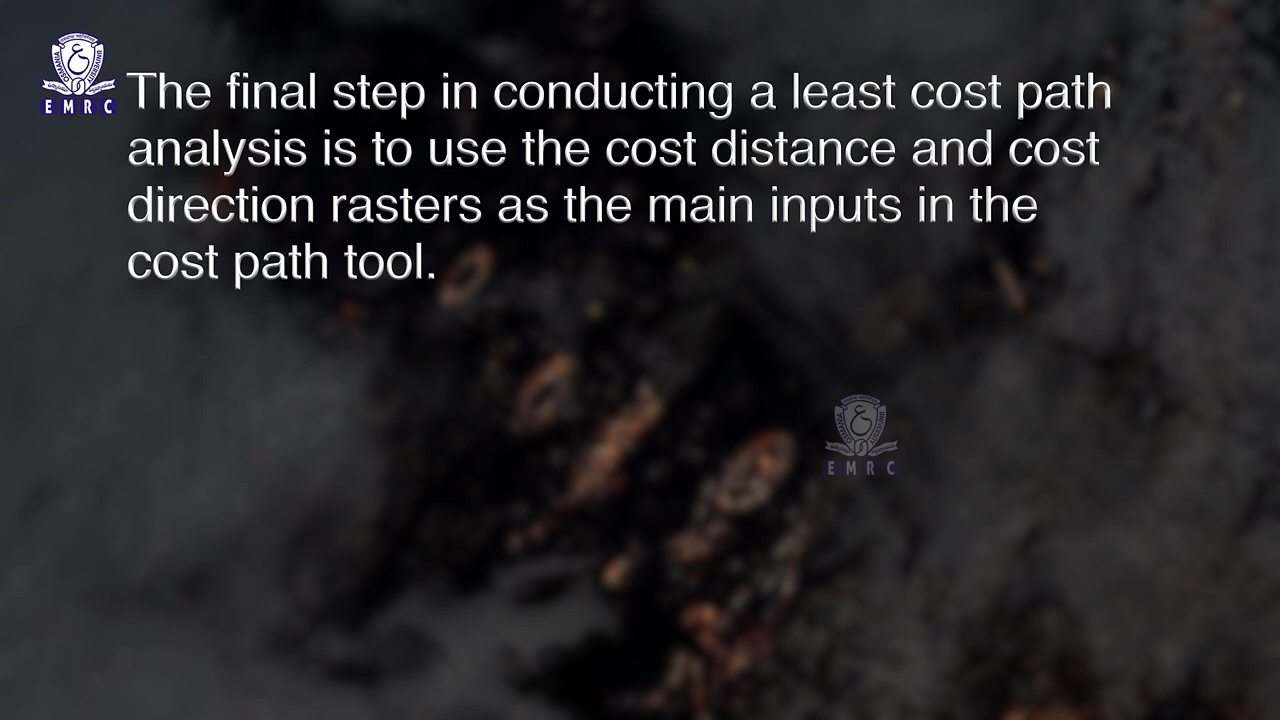 The final step in conducting a least cost path
analysis is to use the cost distance and cost
direction rasters as the main inputs in the
cost path tool.
EMRC
EMRC